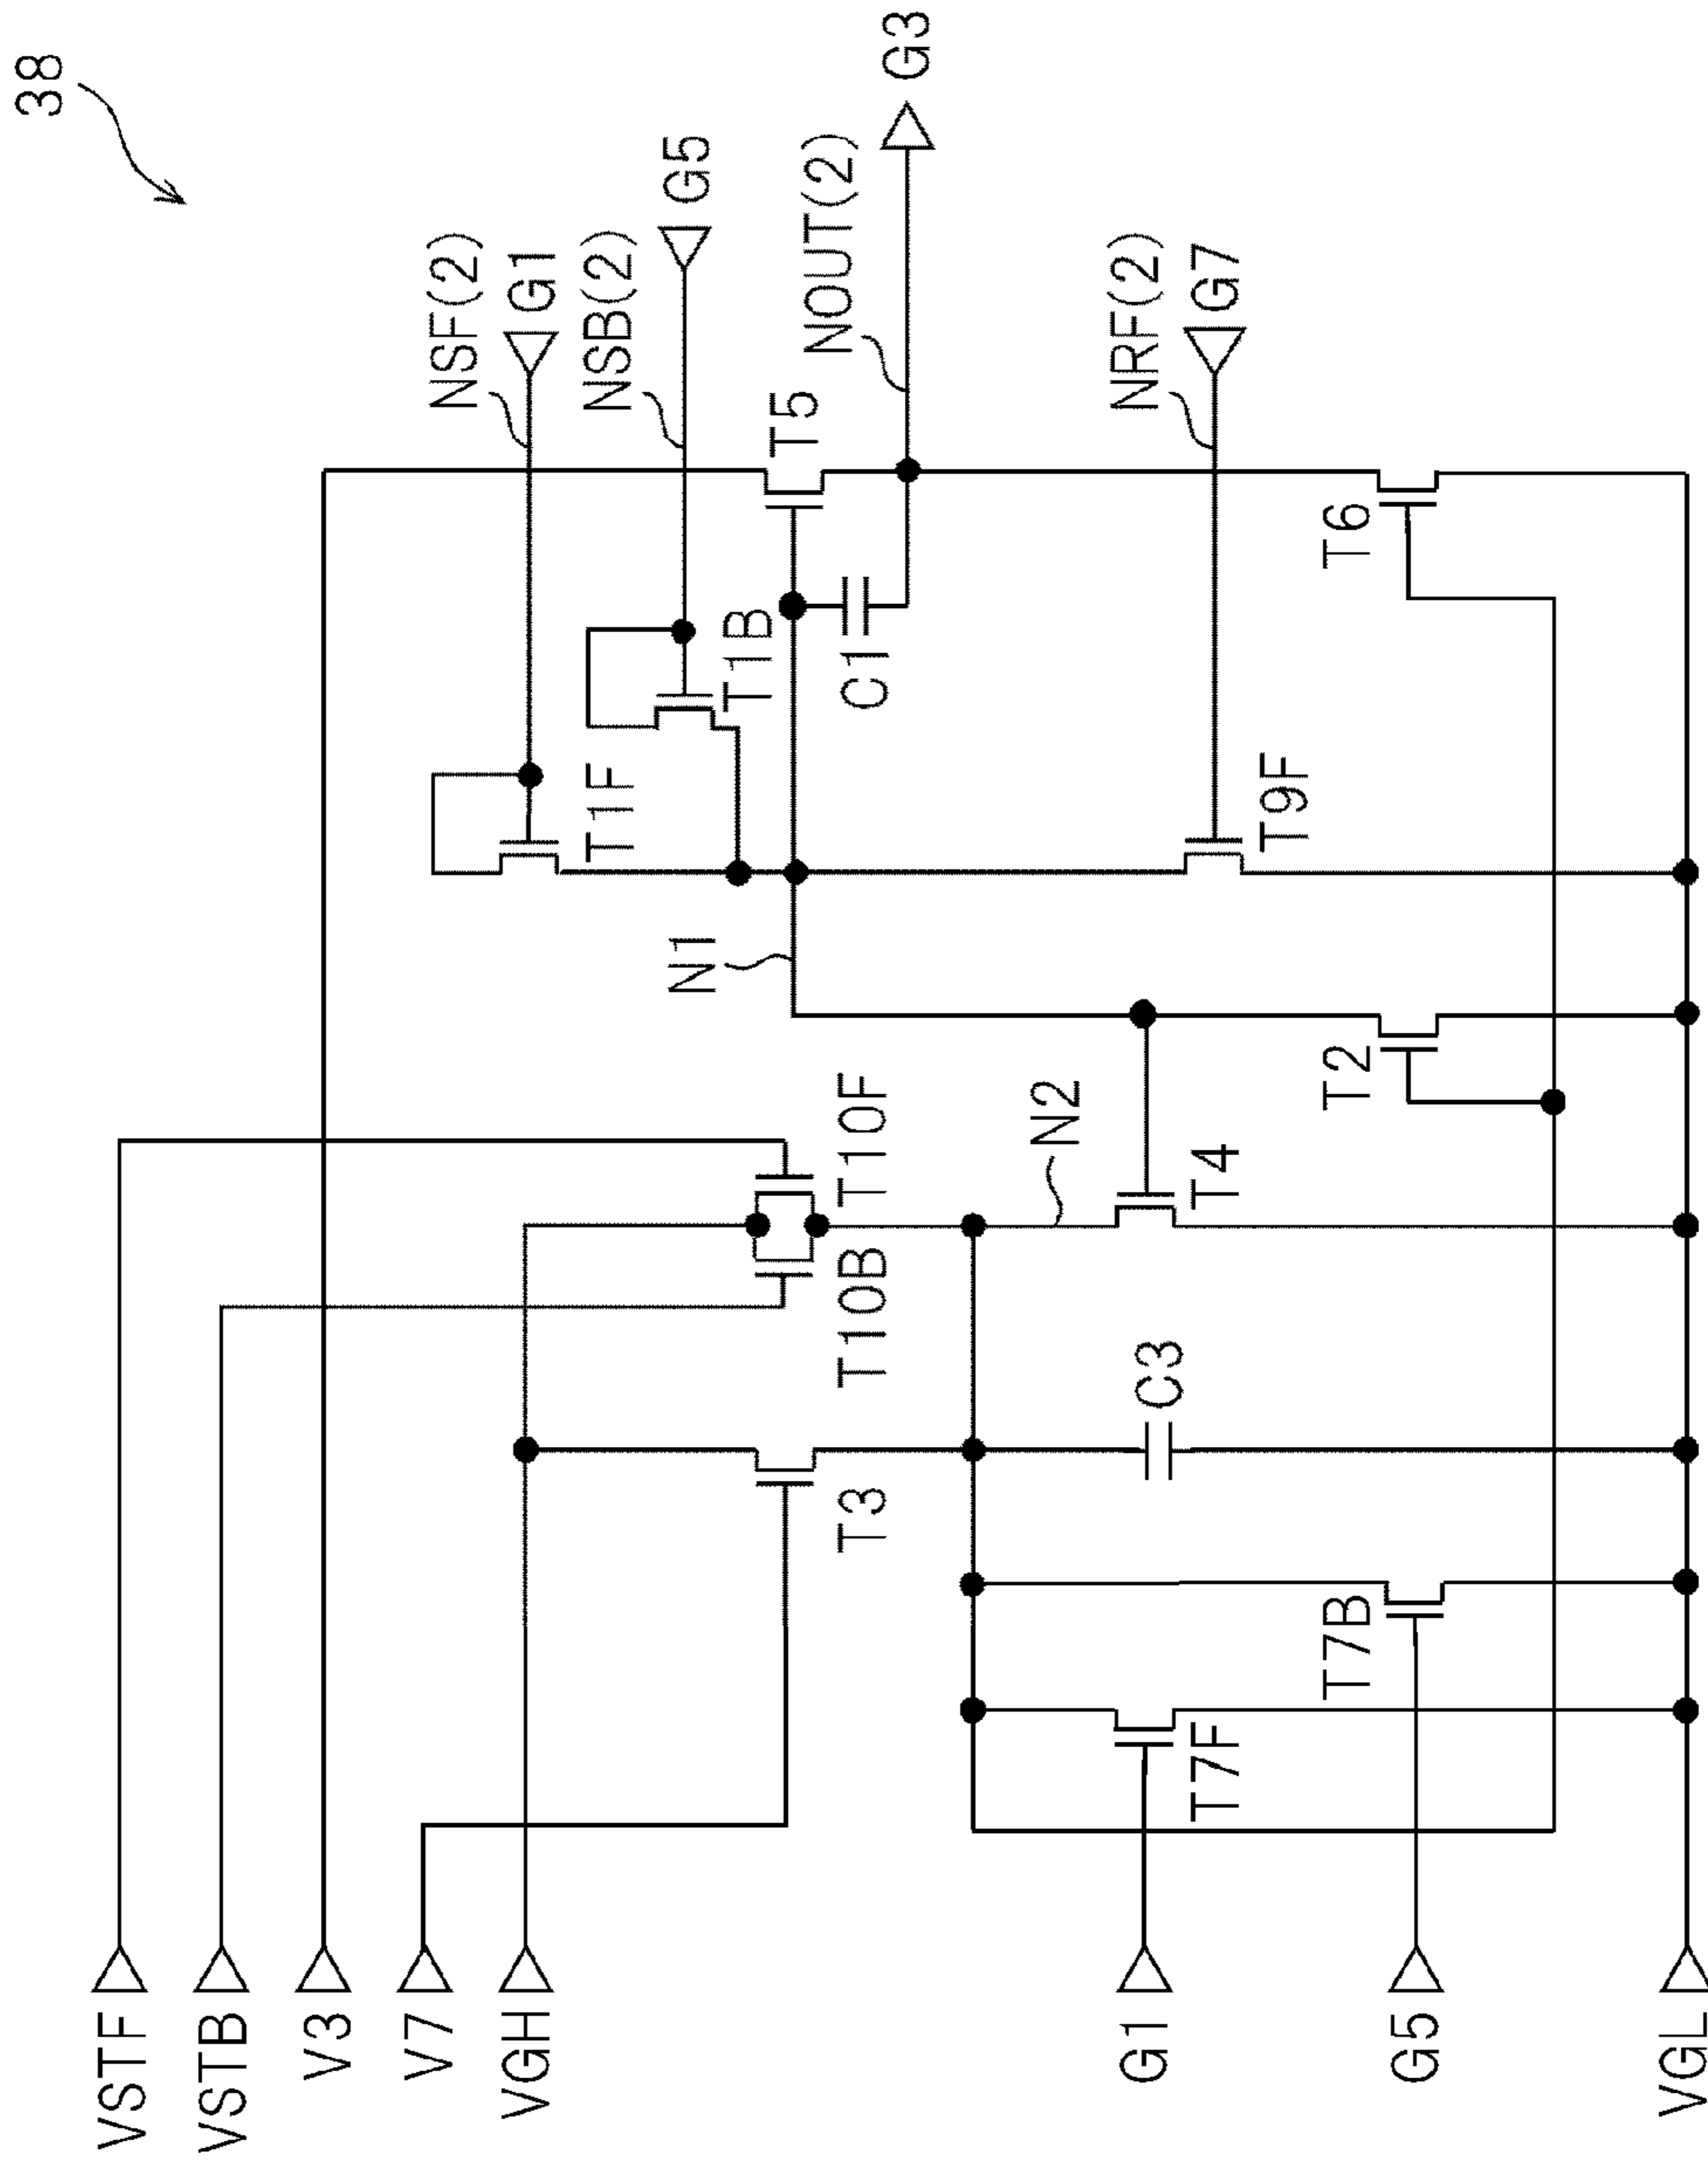 38
VSTF
VSTB
V3
V7
VGH
G1
G5
VGL
T3
T10B
T10F
C3
T7F
T7B
N2
T4
T2
N1
T1F
T1B
NSF(2)
G1
NSB(2)
G5
T5
C1
NOUT(2)
G3
NRF(2)
G7
T9F
T6